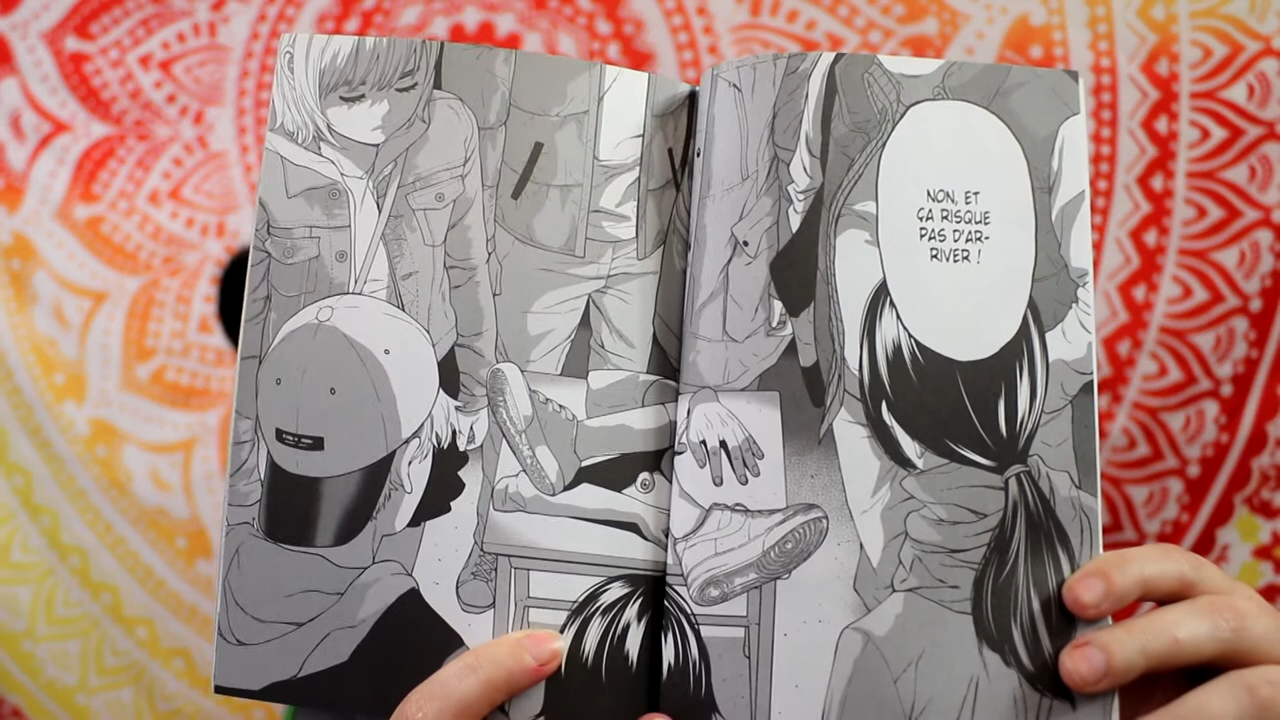 NON, ET
ÇA RISQUE
PAS D'AR-
RIVER !